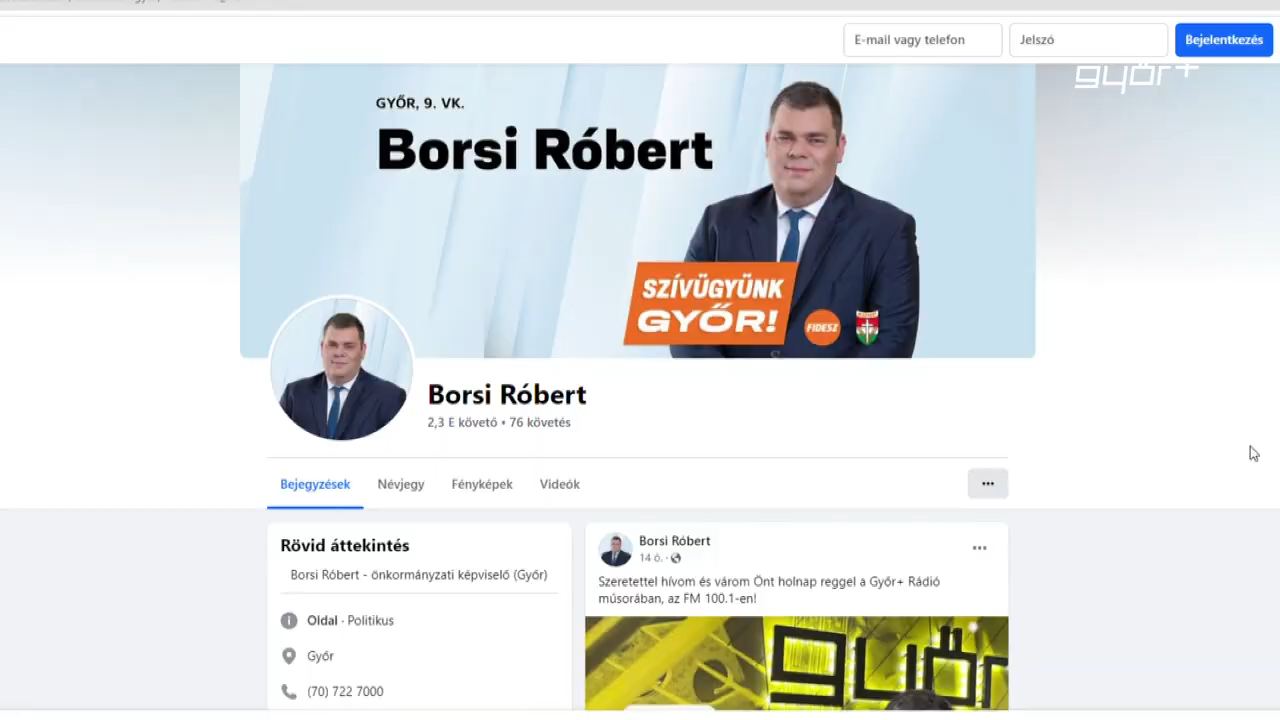 E-mail vagy telefon
Jelszó
Bejelentkezés
győr+
GYŐR, 9. VK.
Borsi Róbert
SZÍVÜGYÜNK
GYŐR!
FIDESZ
Borsi Róbert
2,3 E követő • 76 követés
Bejegyzések
Névjegy
Fényképek
Videók
Rövid áttekintés
Borsi Róbert - önkormányzati képviselő (Győr)
Oldal · Politikus
Győr
(70) 722 7000
Borsi Róbert
14 ó. ·
Szeretettel hívom és várom Önt holnap reggel a Győr+ Rádió
műsorában, az FM 100.1-en!
győr